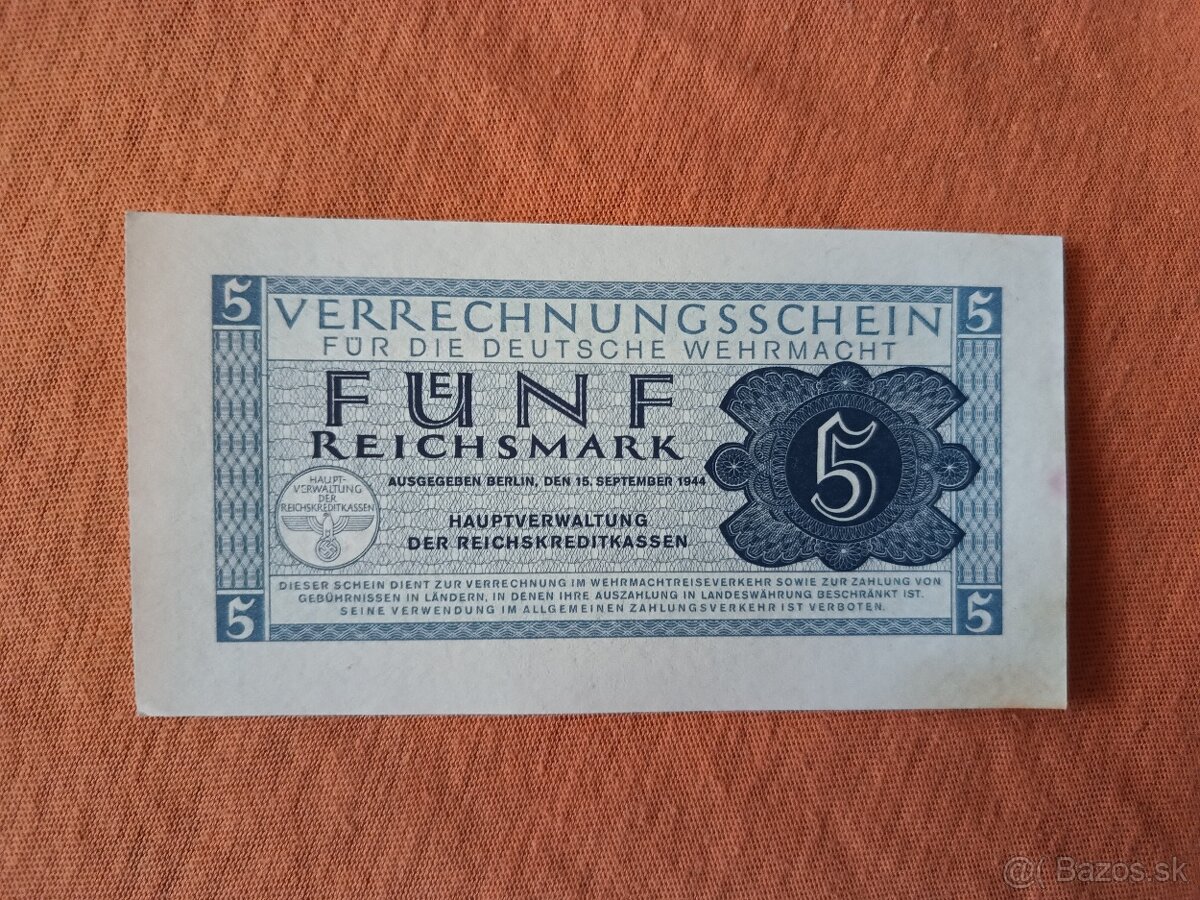 5 VERRECHNUNGSSCHEIN 5
FÜR DIE DEUTSCHE WEHRMACHT
FUENF
REICHSMARK
5
AUSGEGEBEN BERLIN, DEN 15. SEPTEMBER 1944
HAUPT-
VERWALTUNG
DER
REICHSKREDITKASSEN
HAUPTVERWALTUNG
DER REICHSKREDITKASSEN
DIESER SCHEIN DIENT ZUR VERRECHNUNG IM WEHRMACHTREISEVERKEHR SOWIE ZUR ZAHLUNG VON
GEBÜHRNISSEN IN LÄNDERN, IN DENEN IHRE AUSZAHLUNG IN LANDESWÄHRUNG BESCHRÄNKT IST.
5 SEINE VERWENDUNG IM ALLGEMEINEN ZAHLUNGSVERKEHR IST VERBOTEN. 5
@( Bazos.sk